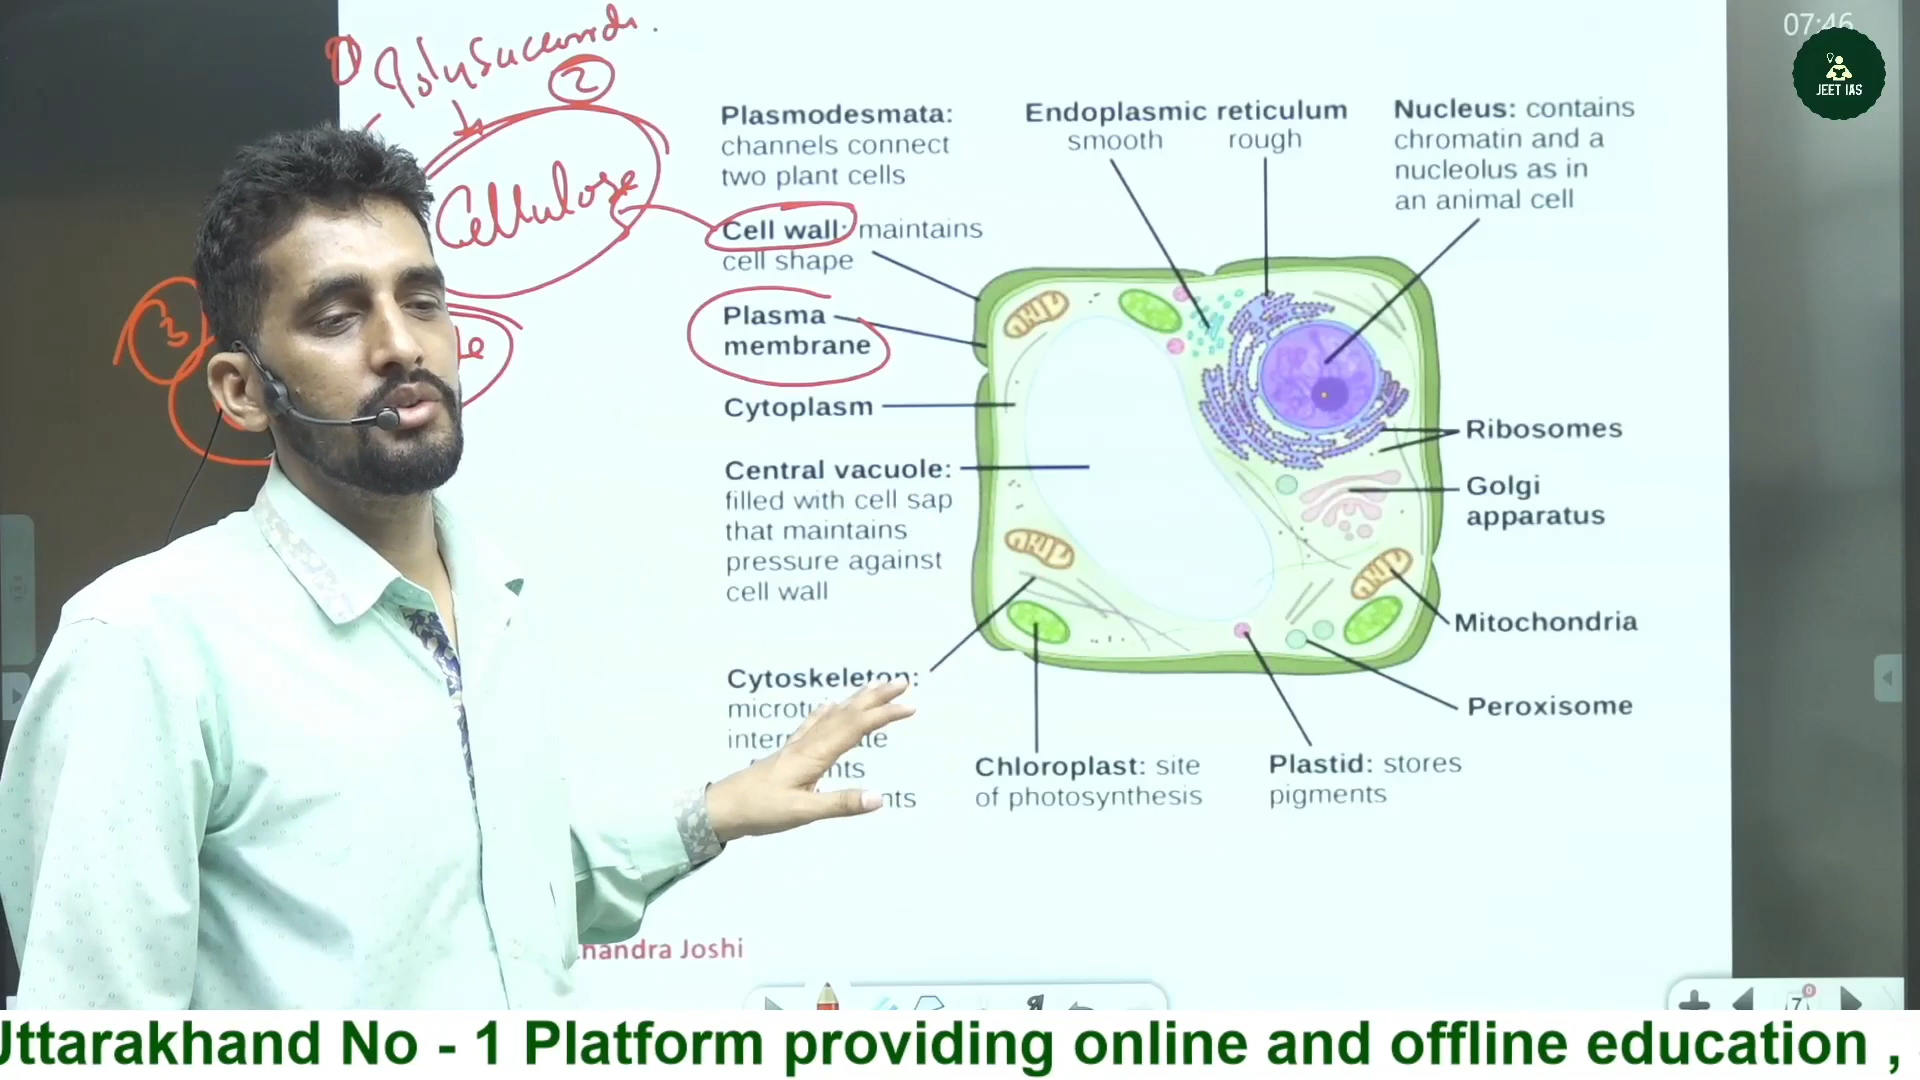 07:46
JEET IAS
① Polysaccharide.
②
Cellulose
③
Plasmodesmata:
channels connect
two plant cells
Cell wall: maintains
cell shape
Plasma
membrane
Cytoplasm
Central vacuole:
filled with cell sap
that maintains
pressure against
cell wall
Cytoskeleton:
Endoplasmic reticulum
smooth rough
Nucleus: contains
chromatin and a
nucleolus as in
an animal cell
Ribosomes
Golgi
apparatus
Mitochondria
Peroxisome
Chloroplast: site
of photosynthesis
Plastid: stores
pigments
handra Joshi
7
Uttarakhand No - 1 Platform providing online and offline education ,